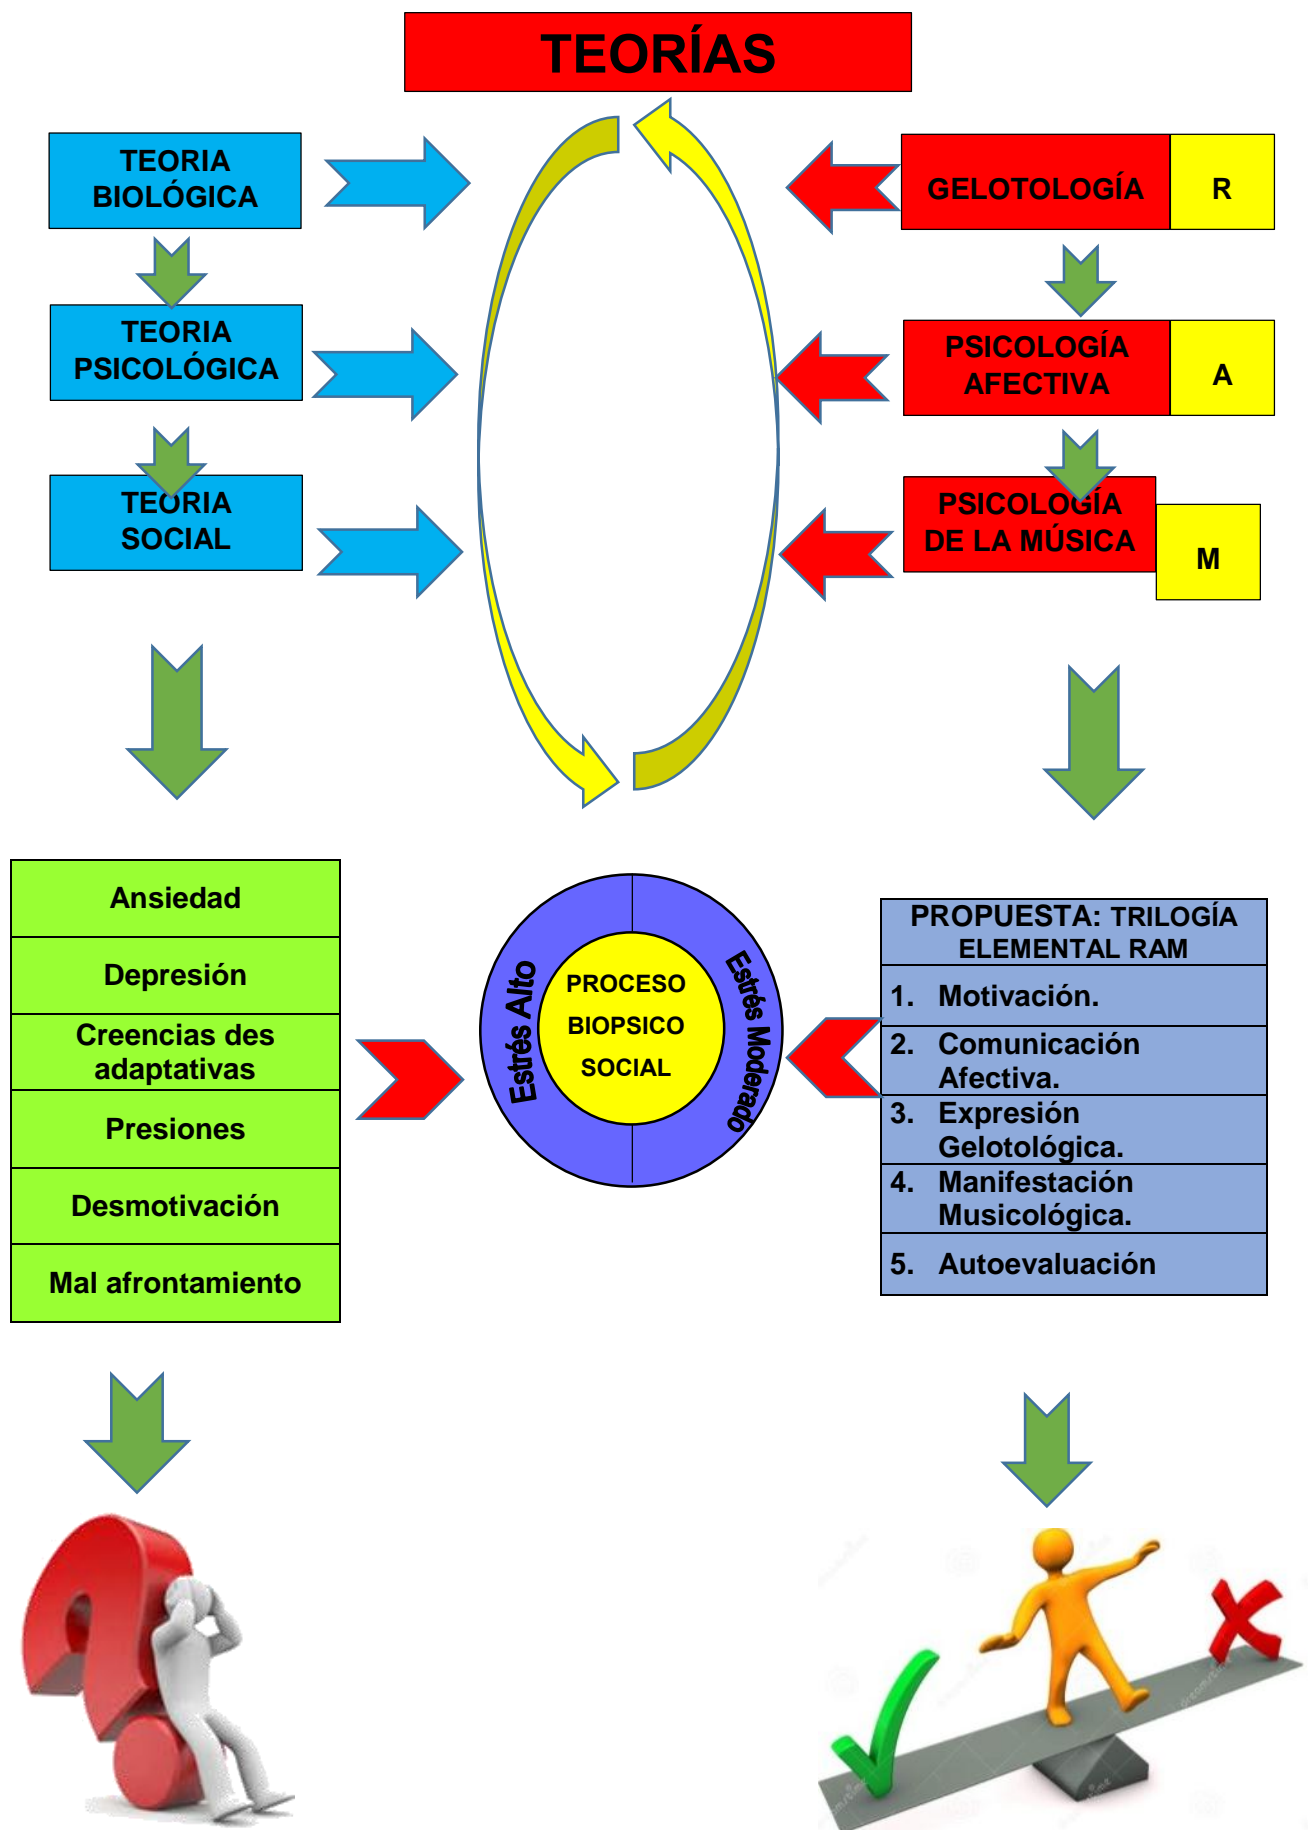 TEORÍAS
TEORIA
BIOLÓGICA
GELOTOLOGÍA
R
TEORIA
PSICOLÓGICA
PSICOLOGÍA
AFECTIVA
A
TEORIA
SOCIAL
PSICOLOGÍA
DE LA MÚSICA
M
Ansiedad
Depresión
Creencias des
adaptativas
Presiones
Desmotivación
Mal afrontamiento
Estrés Alto
PROCESO
BIOPSICO
SOCIAL
Estrés Moderado
PROPUESTA: TRILOGÍA
ELEMENTAL RAM
1. Motivación.
2. Comunicación
Afectiva.
3. Expresión
Gelotológica.
4. Manifestación
Musicológica.
5. Autoevaluación
dreamstime